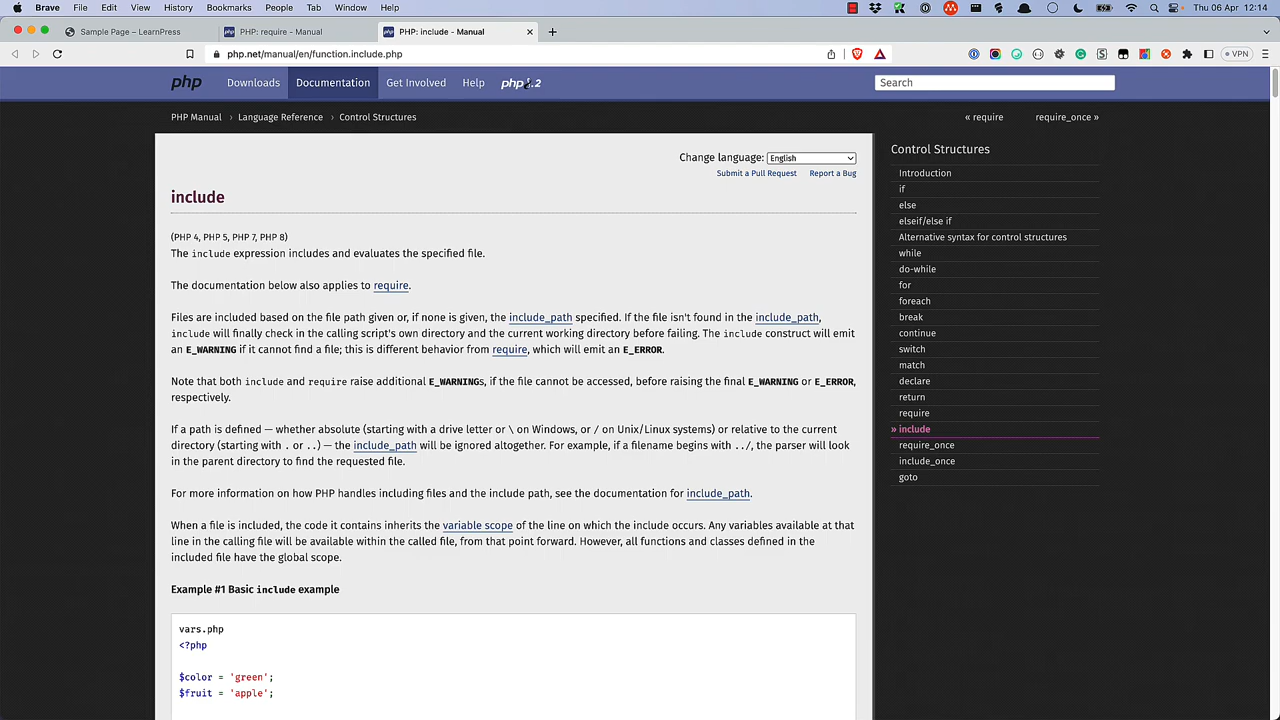 Brave File Edit View History Bookmarks People Tab Window Help
Thu 06 Apr 12:14
Sample Page – LearnPress
PHP: require - Manual
PHP: include - Manual
php.net/manual/en/function.include.php
VPN
php Downloads Documentation Get Involved Help
Search
PHP Manual › Language Reference › Control Structures
« require require_once »
Change language: English
Submit a Pull Request Report a Bug
include
(PHP 4, PHP 5, PHP 7, PHP 8)
The include expression includes and evaluates the specified file.
The documentation below also applies to require.
Files are included based on the file path given or, if none is given, the include_path specified. If the file isn't found in the include_path,
include will finally check in the calling script's own directory and the current working directory before failing. The include construct will emit
an E_WARNING if it cannot find a file; this is different behavior from require, which will emit an E_ERROR.
Note that both include and require raise additional E_WARNINGs, if the file cannot be accessed, before raising the final E_WARNING or E_ERROR,
respectively.
If a path is defined — whether absolute (starting with a drive letter or \ on Windows, or / on Unix/Linux systems) or relative to the current
directory (starting with . or ..) — the include_path will be ignored altogether. For example, if a filename begins with ../, the parser will look
in the parent directory to find the requested file.
For more information on how PHP handles including files and the include path, see the documentation for include_path.
When a file is included, the code it contains inherits the variable scope of the line on which the include occurs. Any variables available at that
line in the calling file will be available within the called file, from that point forward. However, all functions and classes defined in the
included file have the global scope.
Example #1 Basic include example
vars.php
<?php
$color = 'green';
$fruit = 'apple';
Control Structures
Introduction
if
else
elseif/else if
Alternative syntax for control structures
while
do-while
for
foreach
break
continue
switch
match
declare
return
require
» include
require_once
include_once
goto